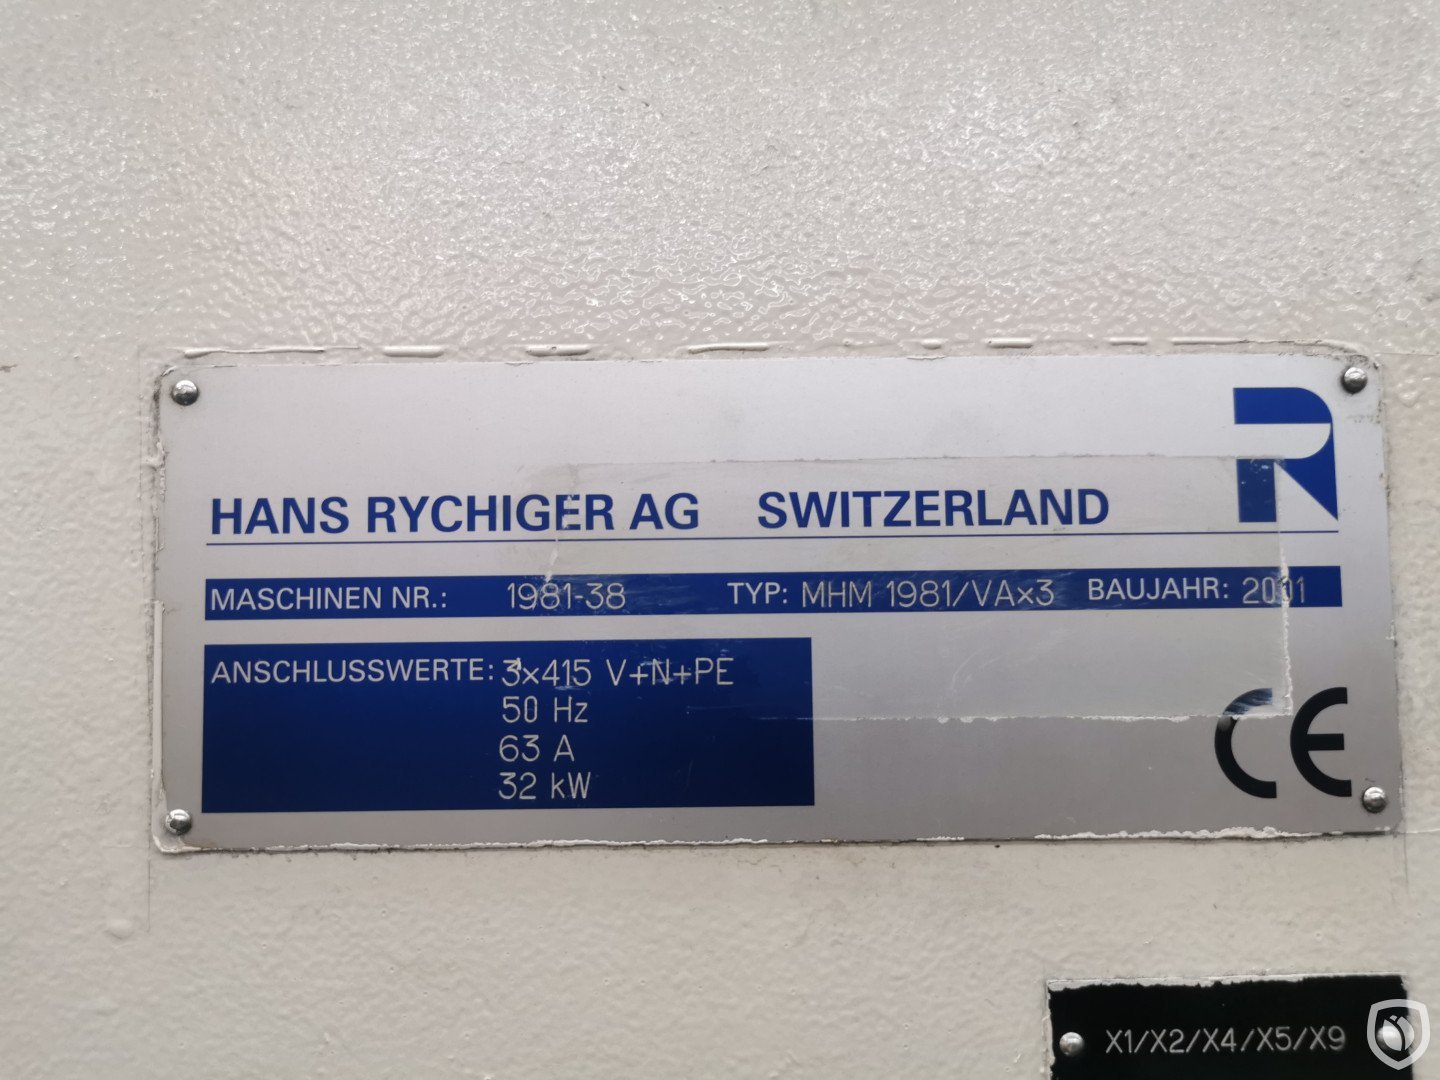 HANS RYCHIGER AG SWITZERLAND
MASCHINEN NR.: 1981-38 TYP: MHM 1981/VAx3 BAUJAHR: 2001
ANSCHLUSSWERTE: 3x415 V+N+PE
50 Hz
63 A
32 kW
CE
X1/X2/X4/X5/X9